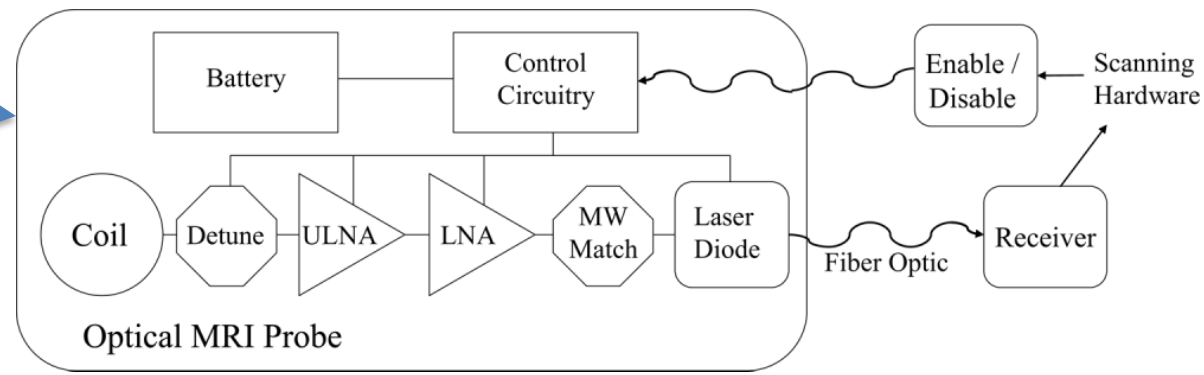 Battery
Control
Circuitry
Enable /
Disable
Scanning
Hardware
Coil
Detune
ULNA
LNA
MW
Match
Laser
Diode
Fiber Optic
Receiver
Optical MRI Probe